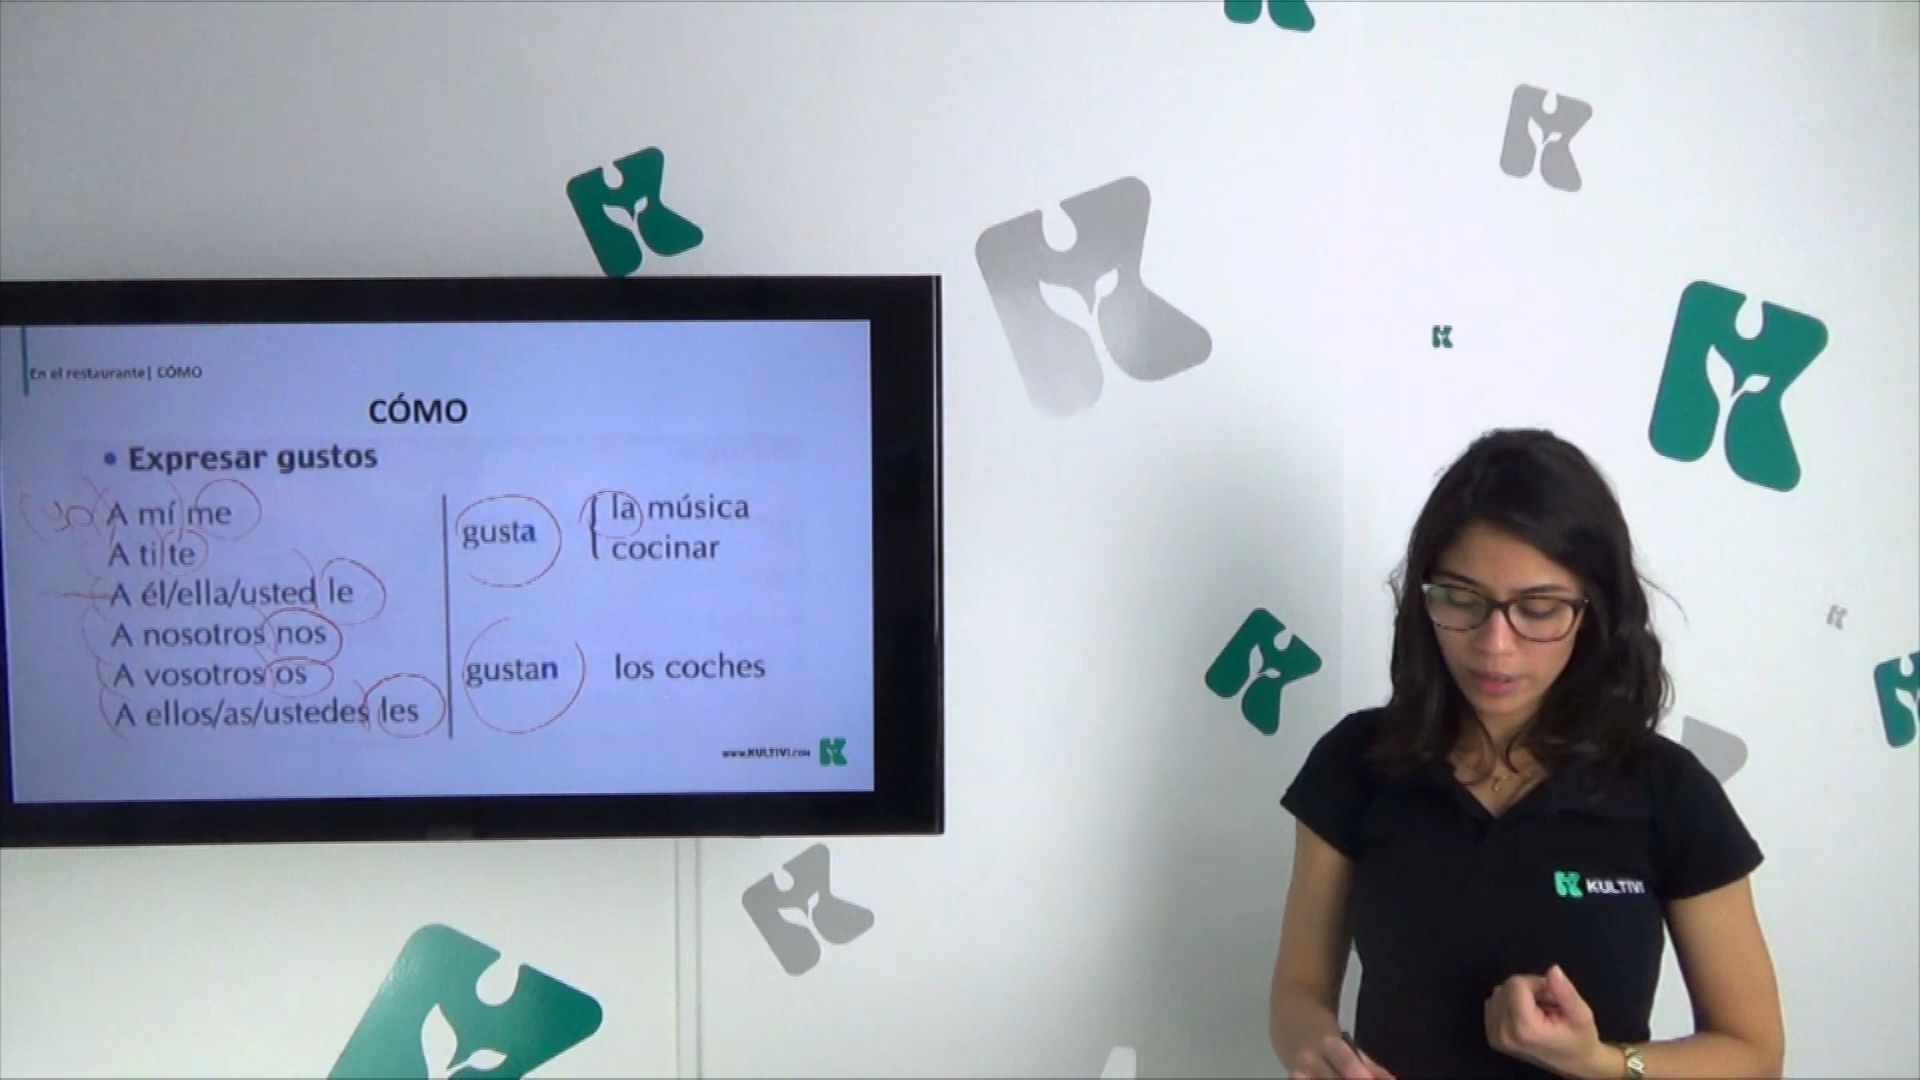 En el restaurante| CÓMO
CÓMO
• Expresar gustos
yo A mí me
A ti te
A él/ella/usted le
A nosotros nos
A vosotros os
A ellos/as/ustedes les
gusta
la música
cocinar
gustan
los coches
www.KULTIVI.com
KULTIVI